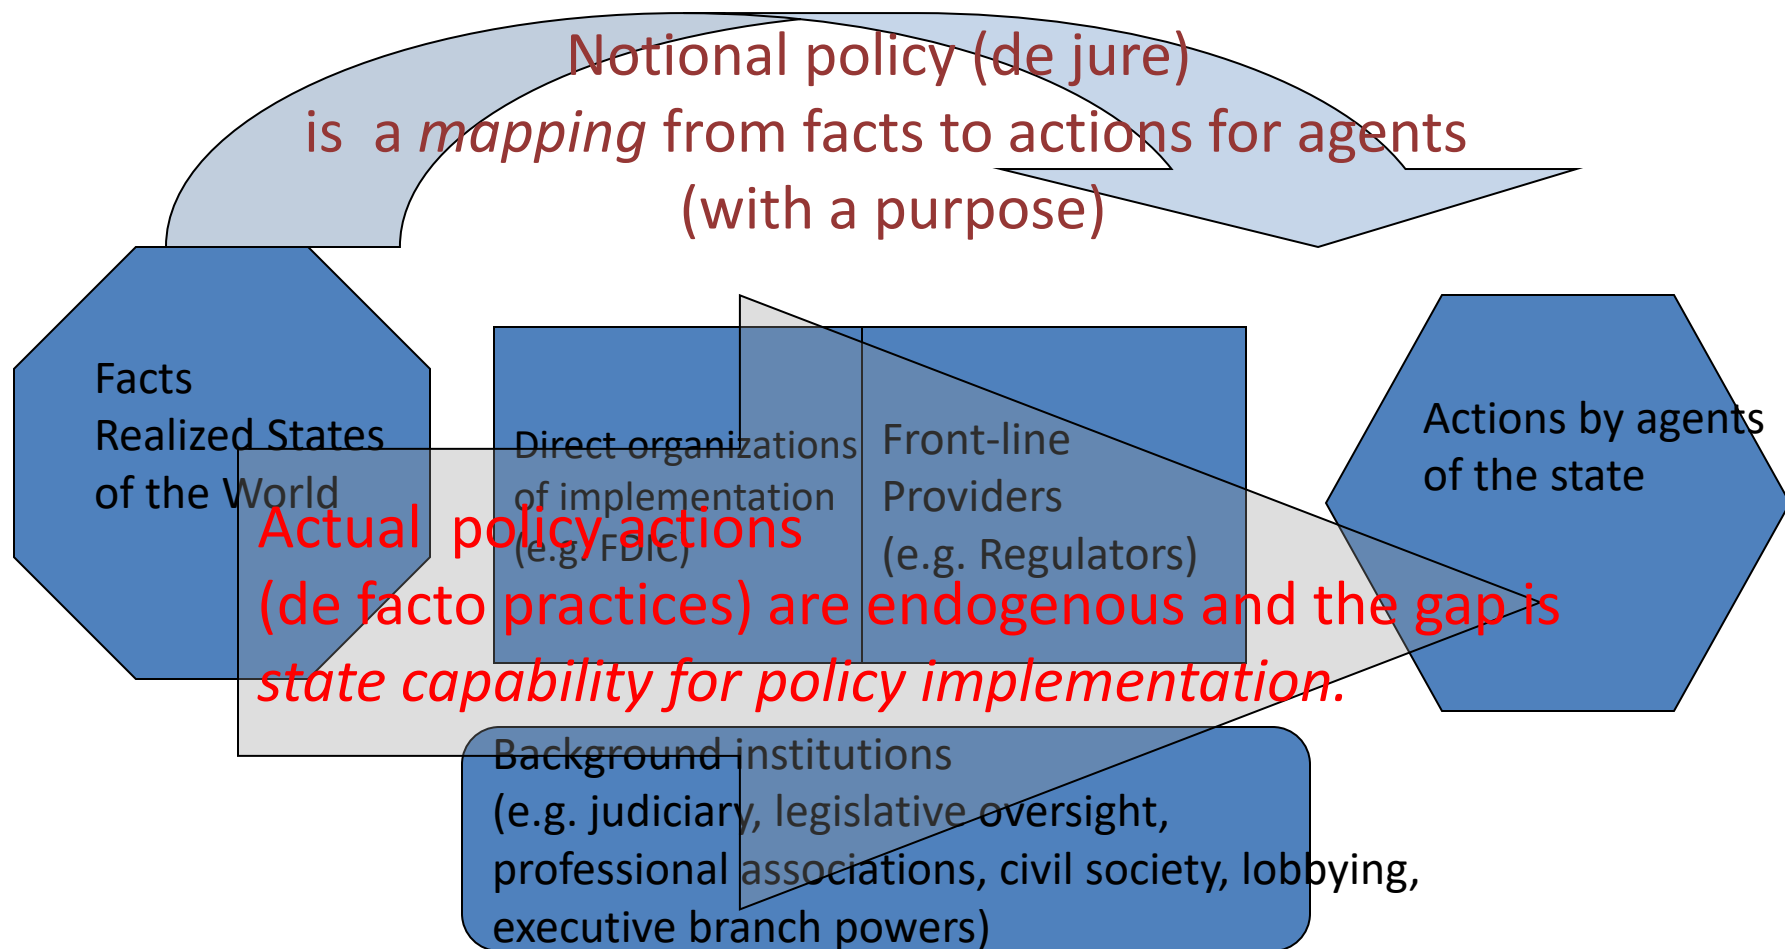 Notional policy (de jure)
is a mapping from facts to actions for agents
(with a purpose)
Facts
Realized States
of the World
Direct organizations
of implementation
(e.g. FDIC)
Front-line
Providers
(e.g. Regulators)
Actions by agents
of the state
Actual policy actions
(de facto practices) are endogenous and the gap is
state capability for policy implementation.
Background institutions
(e.g. judiciary, legislative oversight,
professional associations, civil society, lobbying,
executive branch powers)